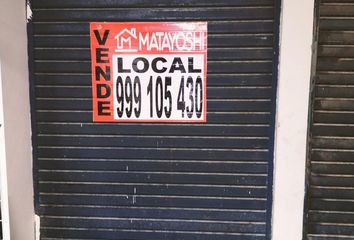 VENDE
MATAYOSHI
LOCAL
999 105 430